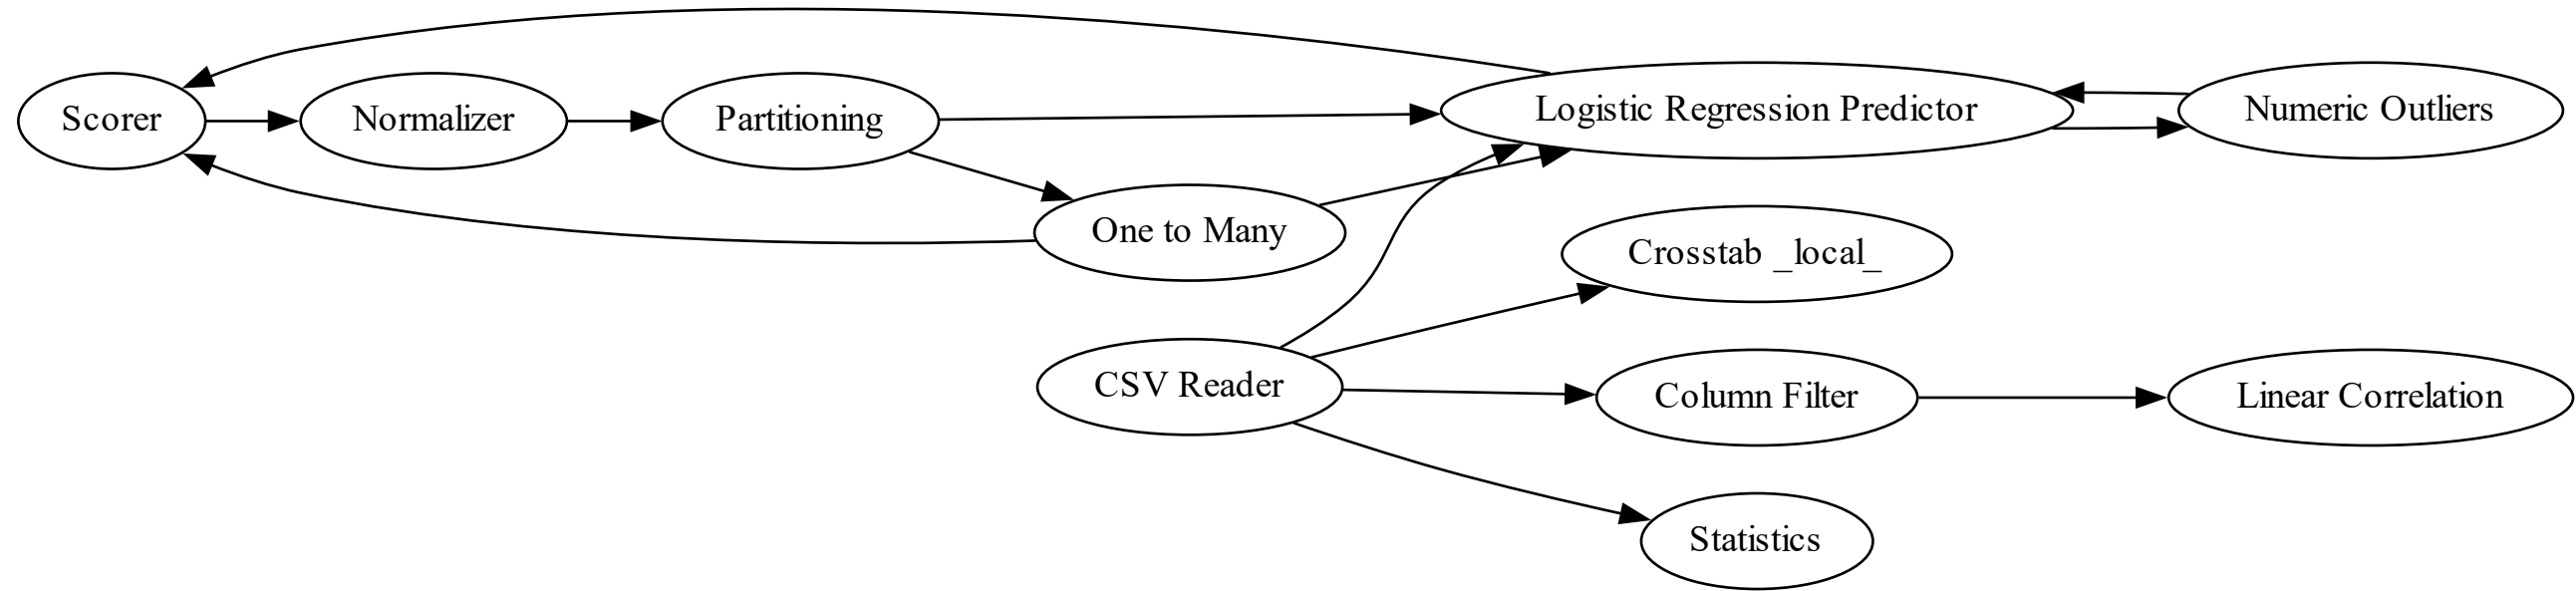 Scorer
Normalizer
Partitioning
Logistic Regression Predictor
Numeric Outliers
One to Many
Crosstab _local_
CSV Reader
Column Filter
Linear Correlation
Statistics